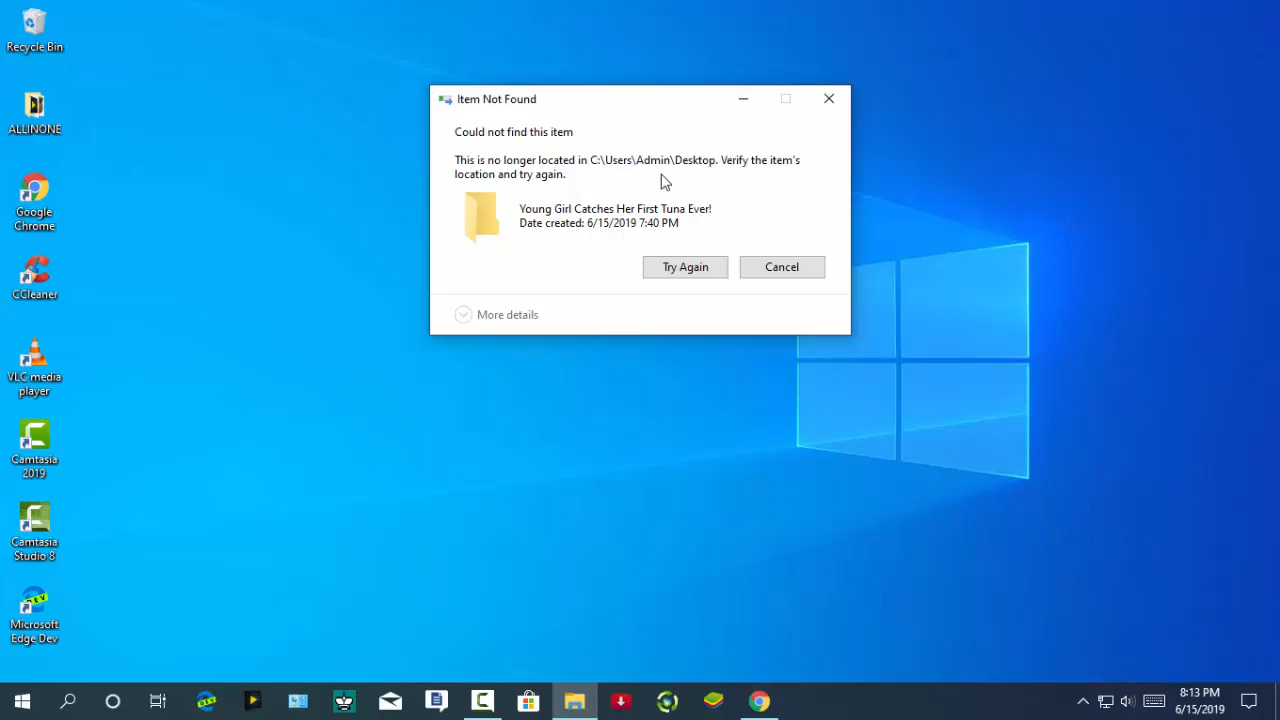 Recycle Bin
ALLINONE
Google
Chrome
CCleaner
VLC media
player
Camtasia
2019
Camtasia
Studio 8
DEV
Microsoft
Edge Dev
Item Not Found
Could not find this item
This is no longer located in C:\Users\Admin\Desktop. Verify the item's
location and try again.
Young Girl Catches Her First Tuna Ever!
Date created: 6/15/2019 7:40 PM
Try Again
Cancel
More details
8:13 PM
6/15/2019